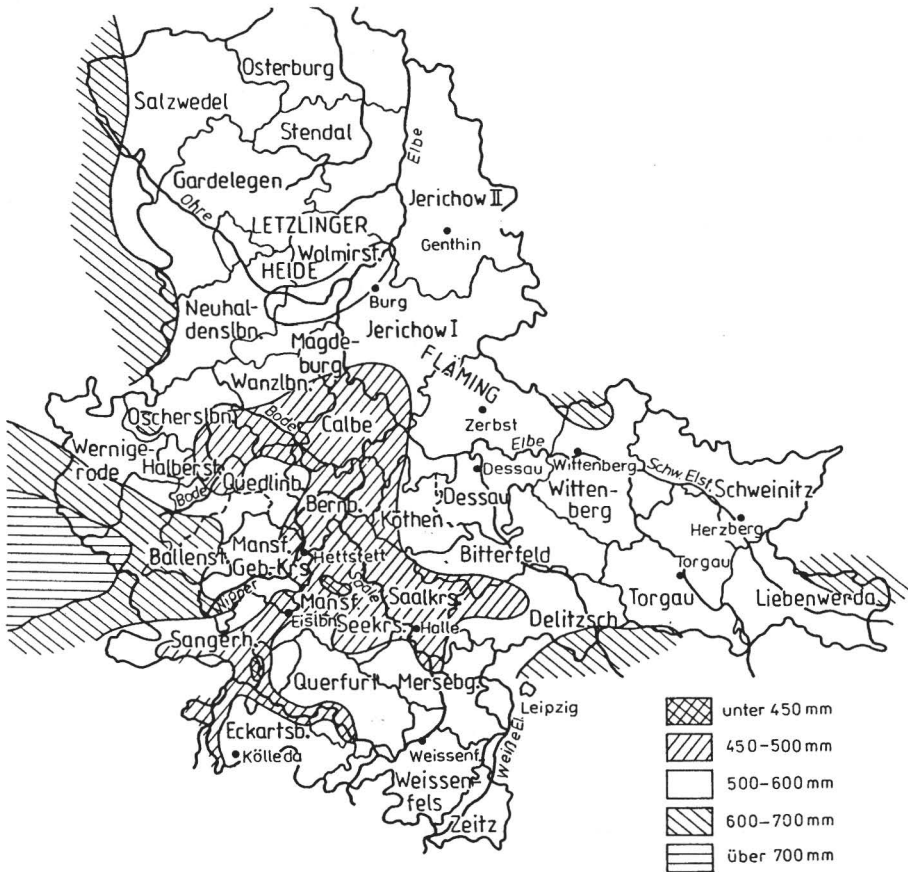 Osterburg
Salzwedel
Stendal
Elbe
Gardelegen
Jerichow II
Ohre
LETZLINGER
Genthin
Wolmirst.
HEIDE
Burg
Neuhal-
denslbn.
Jerichow I
Magde-
burg
FLÄMING
Wanzlbn.
Oscherslbn.
Bode
Calbe
Zerbst
Elbe
Wernige-
rode
Halberst.
Dessau
Wittenberg
Schw. Elst.
Bode
Quedlinb.
Dessau
Witten-
berg
Schweinitz
Bernb.
Köthen
Herzberg
Ballenst.
Mansf.
Geb-Krs.
Hettstett
Bitterfeld
Torgau
Wipper
Saale
Saalkrs.
Torgau
Liebenwerda
Mansf.
Eislbn.
Seekrs.
Halle
Delitzsch
Sangerh.
Querfurt
Mersebg.
Leipzig
Eckartsb.
Kölleda
Weissenf.
Weiße El.
Weissen-
fels
Zeitz
unter 450 mm
450-500 mm
500-600 mm
600-700 mm
über 700 mm